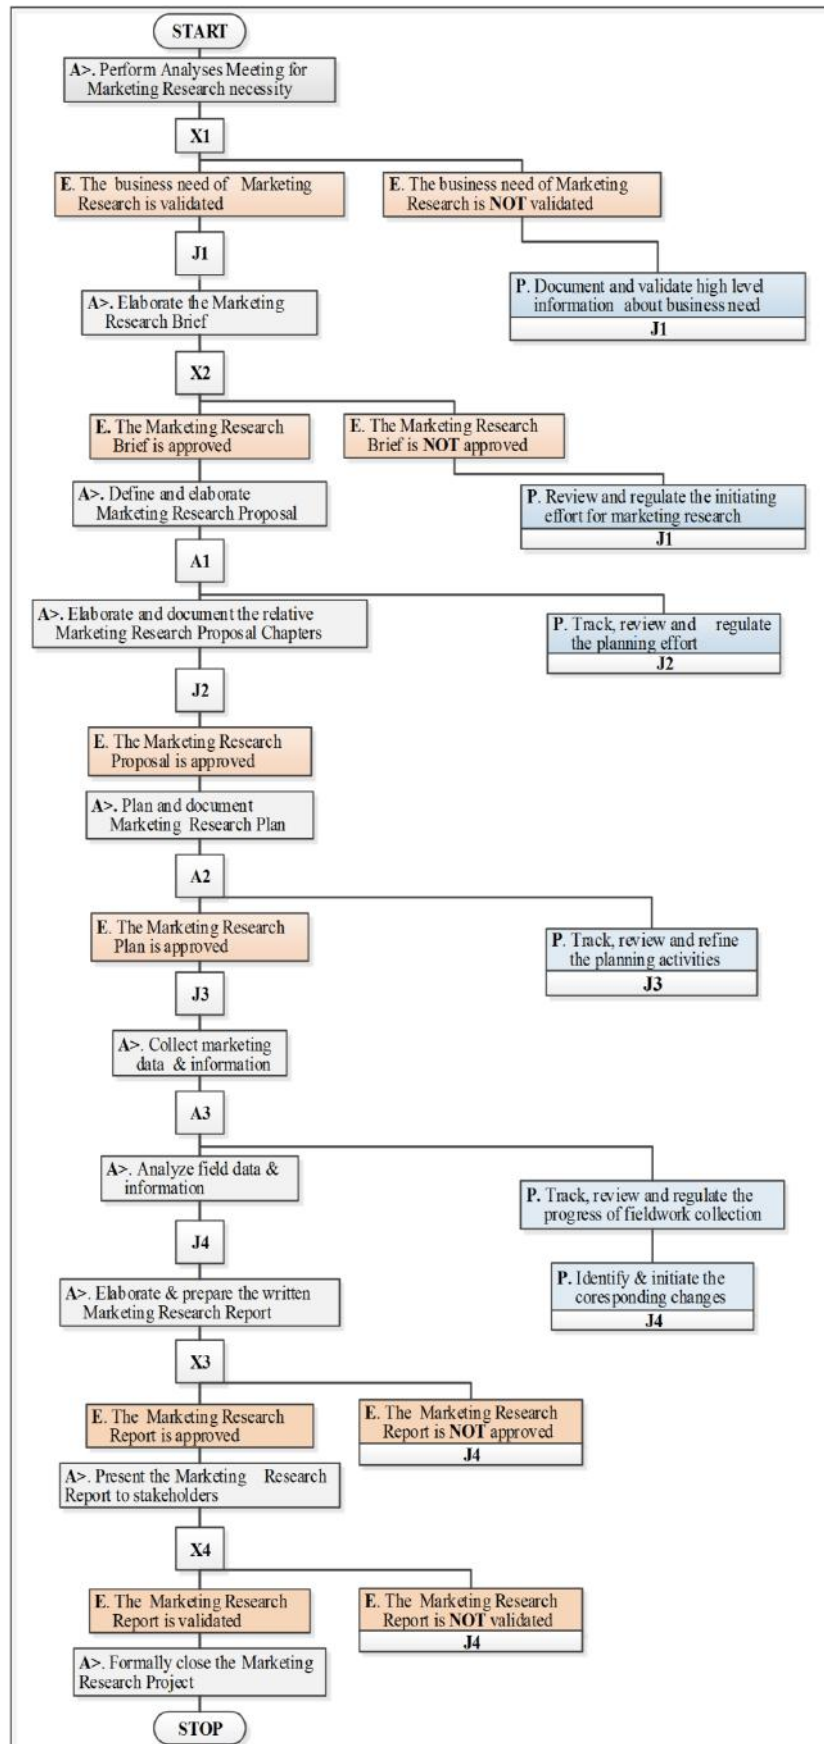 START
A>. Perform Analyses Meeting for
Marketing Research necessity
X1
E. The business need of Marketing
Research is validated
E. The business need of Marketing
Research is NOT validated
J1
P. Document and validate high level
information about business need
J1
A>. Elaborate the Marketing
Research Brief
X2
E. The Marketing Research
Brief is approved
E. The Marketing Research
Brief is NOT approved
A>. Define and elaborate
Marketing Research Proposal
P. Review and regulate the initiating
effort for marketing research
J1
A1
A>. Elaborate and document the relative
Marketing Research Proposal Chapters
P. Track, review and regulate
the planning effort
J2
J2
E. The Marketing Research
Proposal is approved
A>. Plan and document
Marketing Research Plan
A2
E. The Marketing Research
Plan is approved
P. Track, review and refine
the planning activities
J3
J3
A>. Collect marketing
data & information
A3
A>. Analyze field data &
information
P. Track, review and regulate the
progress of fieldwork collection
J4
P. Identify & initiate the
coresponding changes
J4
A>. Elaborate & prepare the written
Marketing Research Report
X3
E. The Marketing Research
Report is approved
E. The Marketing Research
Report is NOT approved
J4
A>. Present the Marketing Research
Report to stakeholders
X4
E. The Marketing Research
Report is validated
E. The Marketing Research
Report is NOT validated
J4
A>. Formally close the Marketing
Research Project
STOP